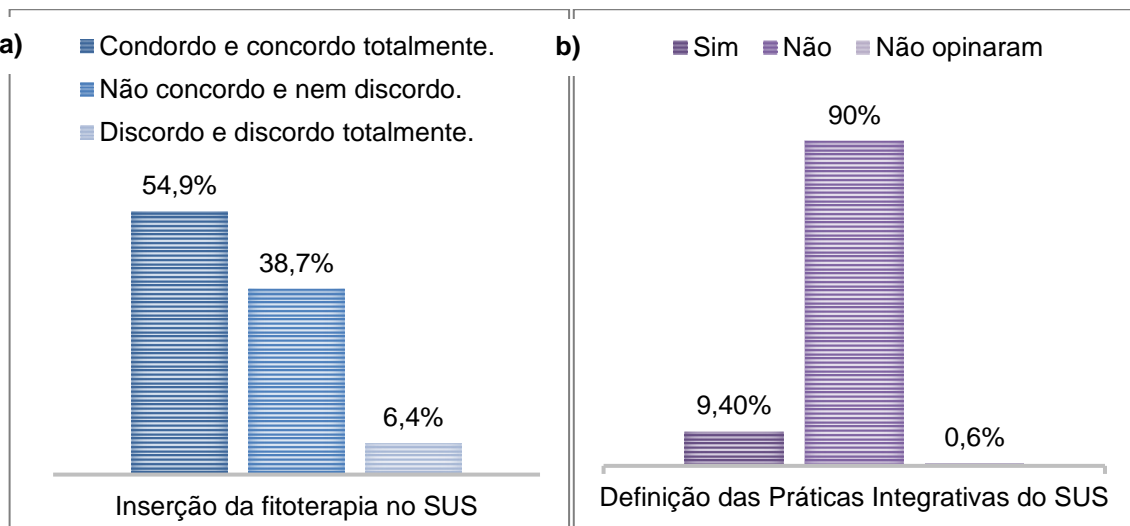 a)
Condordo e concordo totalmente.
Não concordo e nem discordo.
Discordo e discordo totalmente.
54,9%
38,7%
6,4%
Inserção da fitoterapia no SUS
b)
Sim Não Não opinaram
90%
9,40%
0,6%
Definição das Práticas Integrativas do SUS